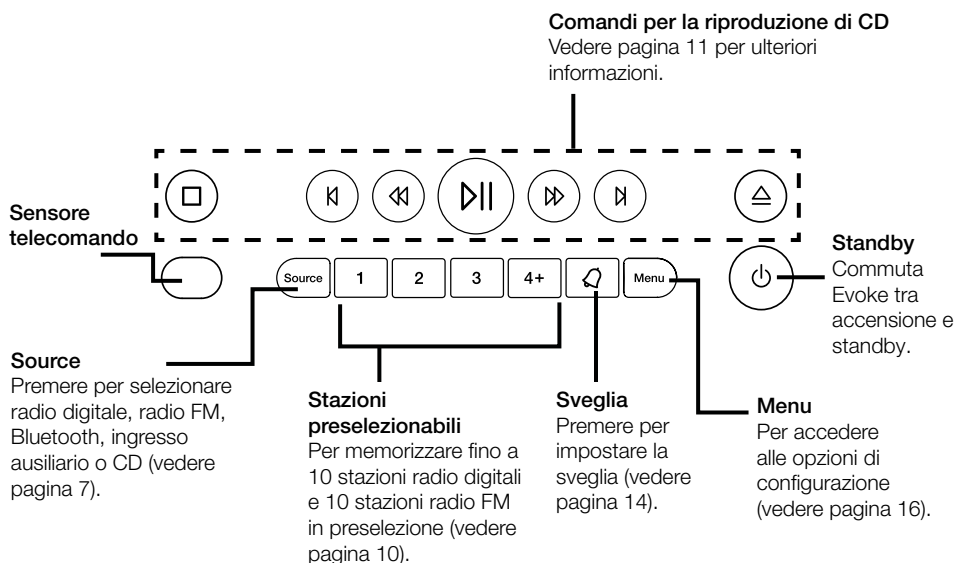 Comandi per la riproduzione di CD
Vedere pagina 11 per ulteriori
informazioni.
Sensore
telecomando
Source
1
2
3
4+
Menu
Standby
Commuta
Evoke tra
accensione e
standby.
Source
Premere per selezionare
radio digitale, radio FM,
Bluetooth, ingresso
ausiliario o CD (vedere
pagina 7).
Stazioni
preselezionabili
Per memorizzare fino a
10 stazioni radio digitali
e 10 stazioni radio FM
in preselezione (vedere
pagina 10).
Sveglia
Premere per
impostare la
sveglia (vedere
pagina 14).
Menu
Per accedere
alle opzioni di
configurazione
(vedere pagina 16).